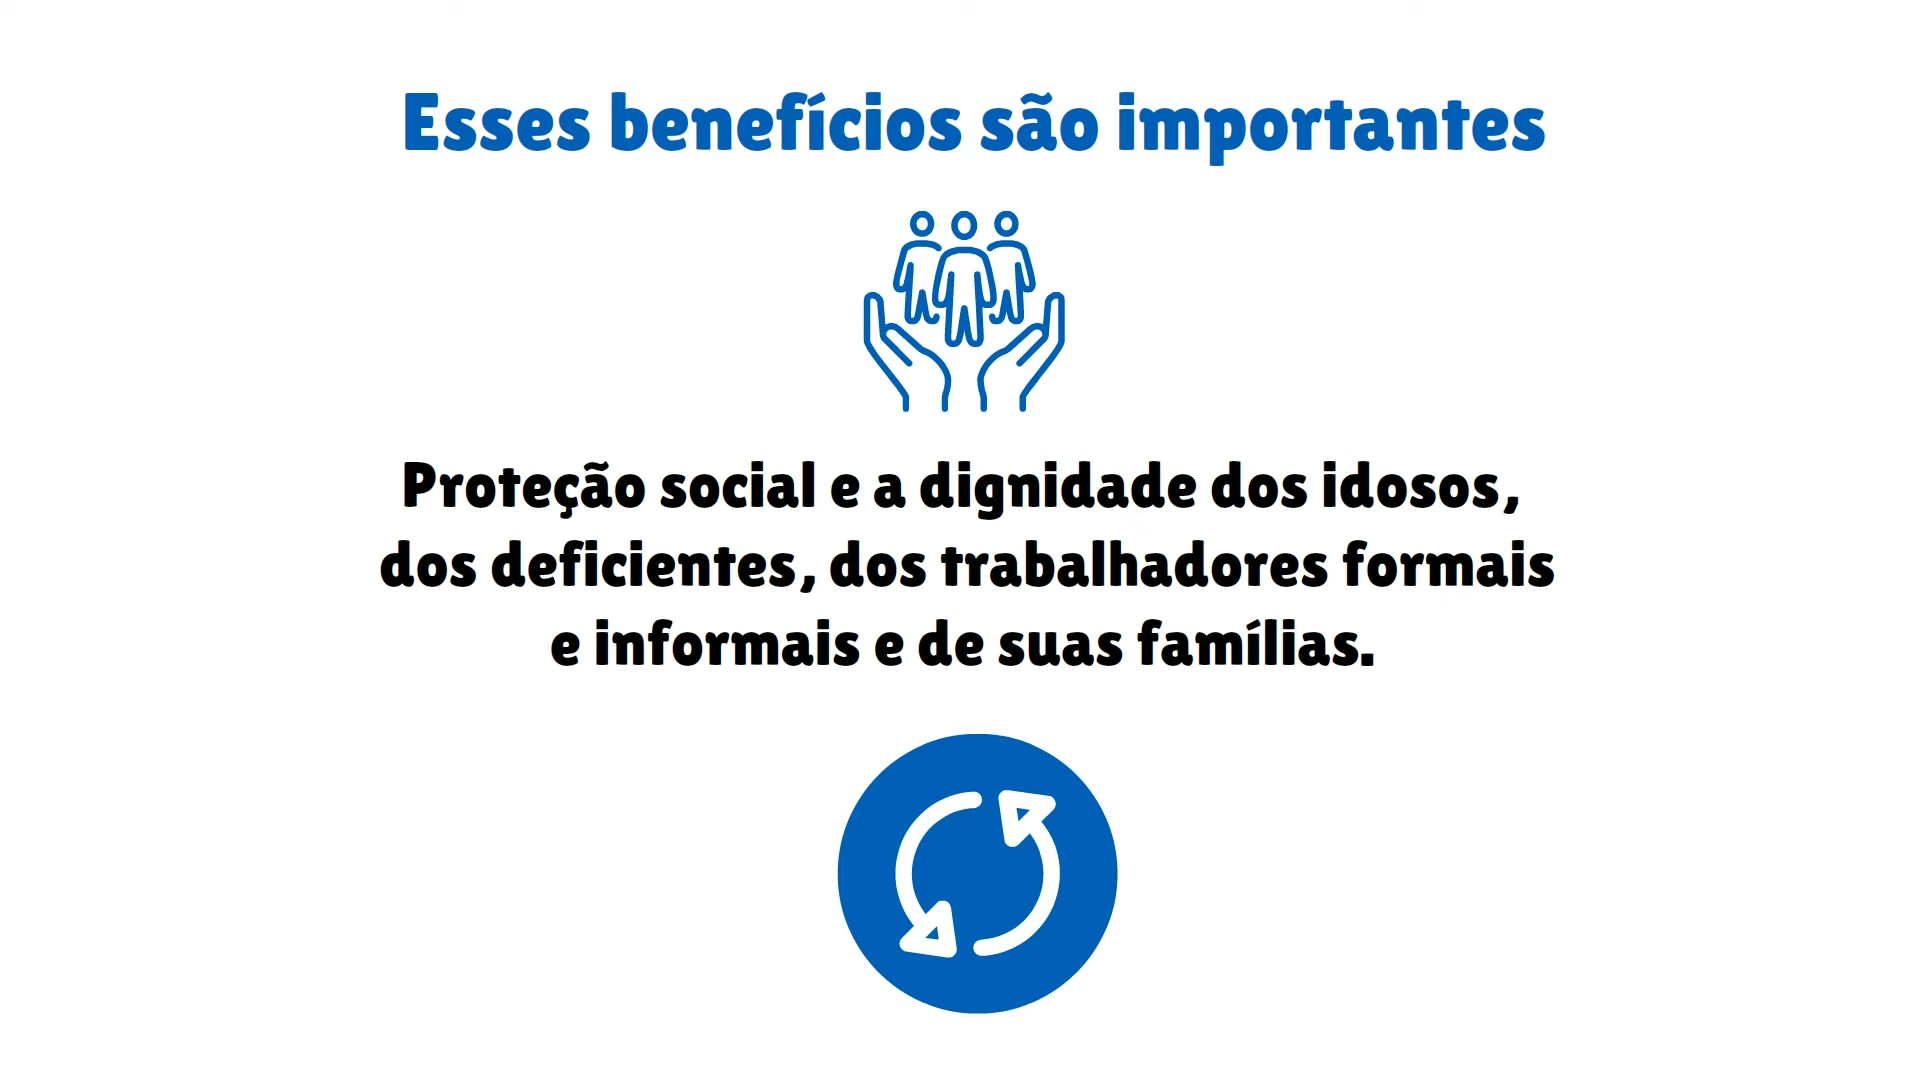 Esses benefícios são importantes
Proteção social e a dignidade dos idosos,
dos deficientes, dos trabalhadores formais
e informais e de suas famílias.